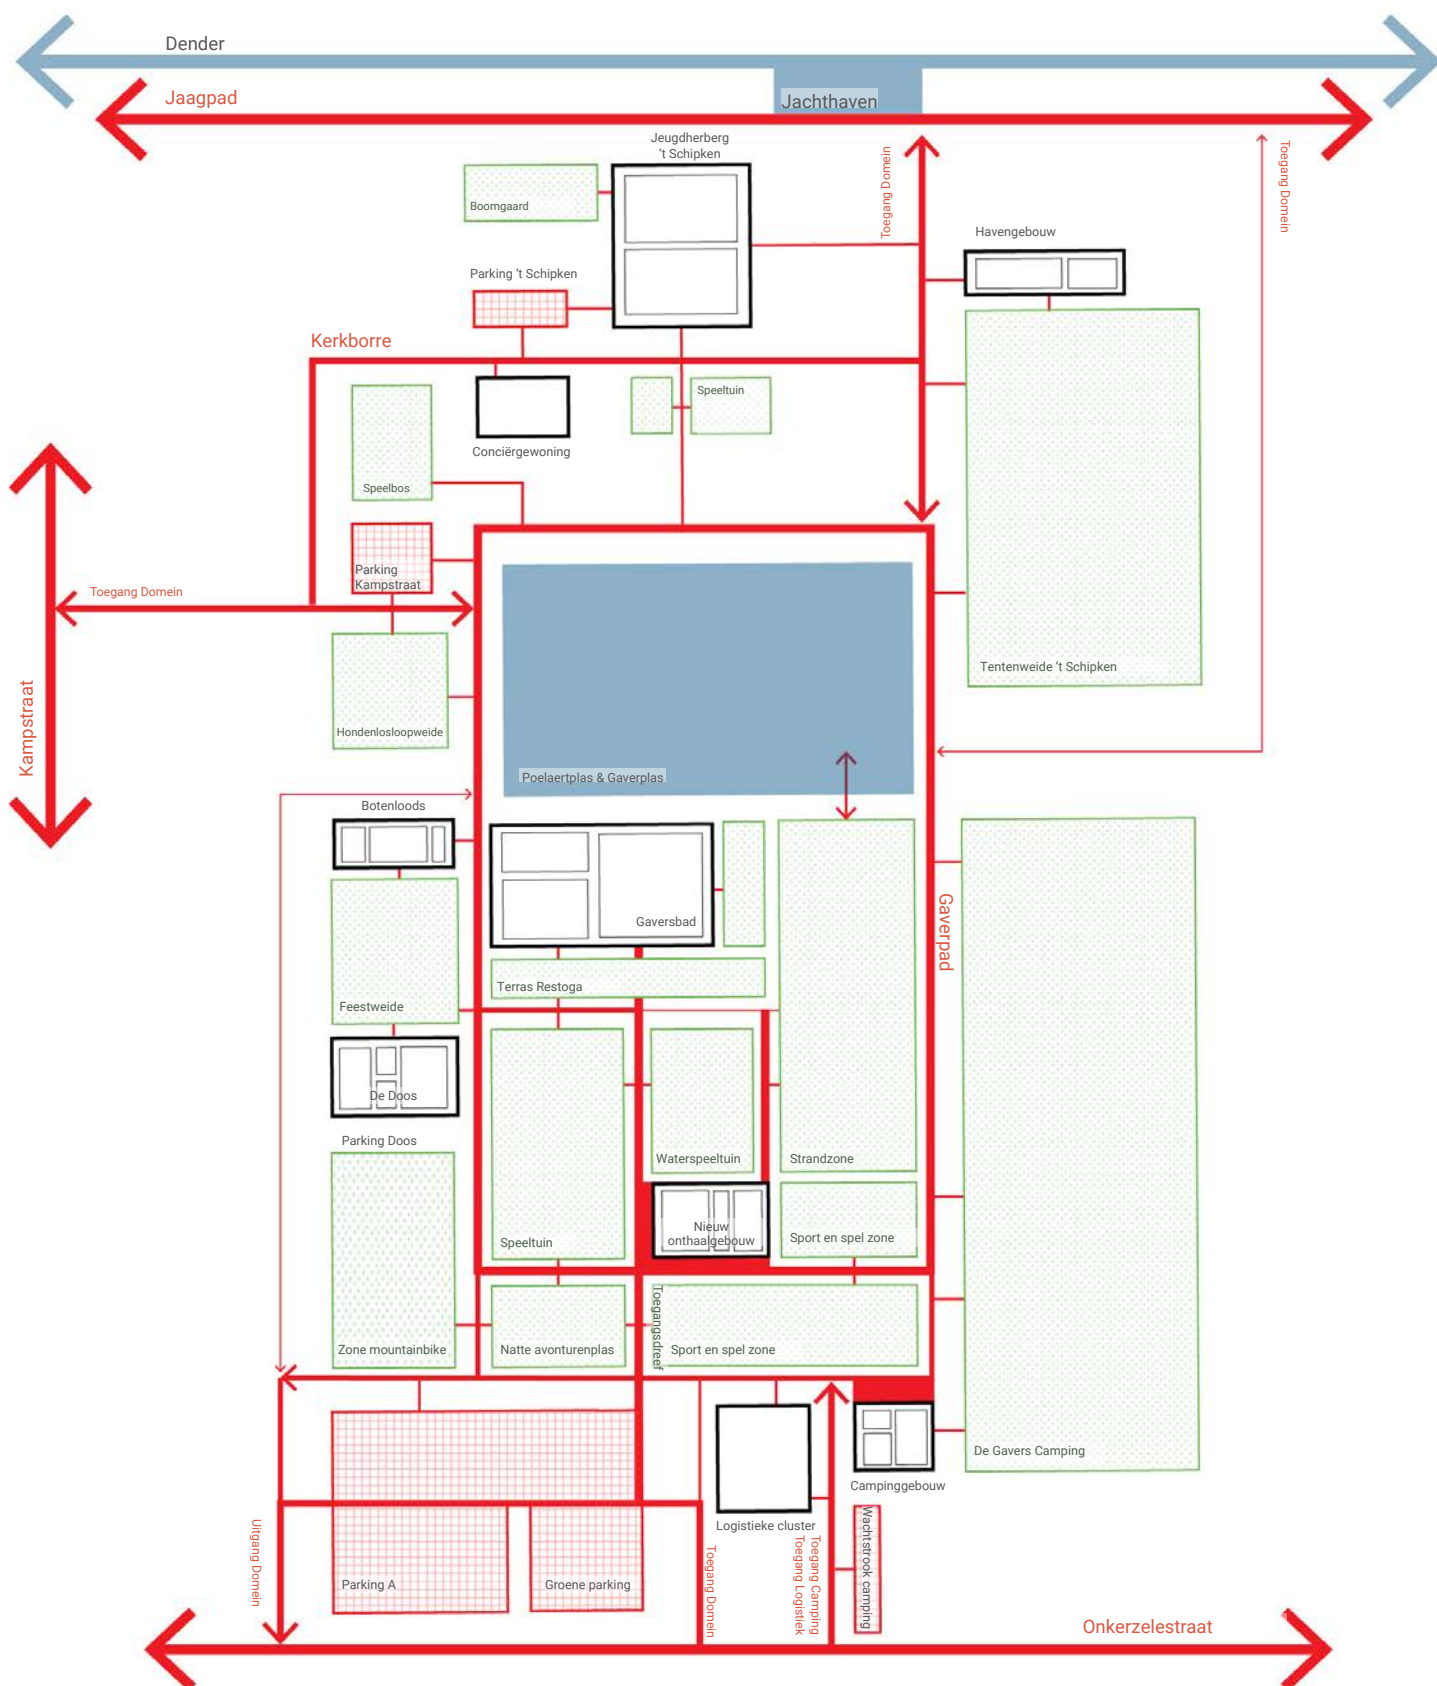 Dender
Jaagpad
Jachthaven
Jeugdherberg
‘t Schipken
Toegang Domein
Toegang Domein
Boomgaard
Havengebouw
Parking ‘t Schipken
Kerkborre
Speeltuin
Conciërgewoning
Speelbos
Parking
Kampstraat
Toegang Domein
Kampstraat
Hondenlosloopweide
Tentenweide ‘t Schipken
Poelaertplas & Gaverplas
Botenloods
Gaversbad
Gaverpad
Terras Restoga
Feestweide
De Doos
Parking Doos
Waterspeeltuin
Strandzone
Nieuw
onthaalgebouw
Speeltuin
Sport en spel zone
Toegangsdreef
Zone mountainbike
Natte avonturenplas
Sport en spel zone
De Gavers Camping
Campinggebouw
Logistieke cluster
Wachtstrook camping
Uitgang Domein
Toegang Domein
Toegang Camping
Toegang Logistiek
Parking A
Groene parking
Onkerzelestraat